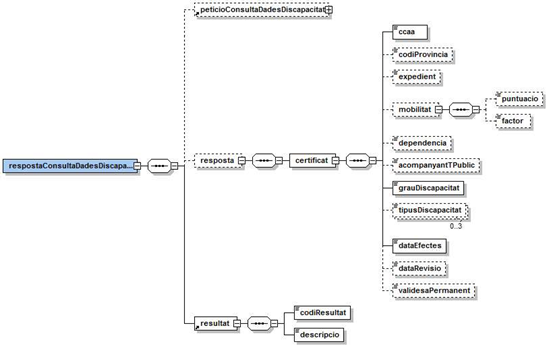 peticioConsultaDadesDiscapacitat
ccaa
codiProvincia
expedient
mobilitat
puntuacio
factor
dependencia
respostaConsultaDadesDiscapa...
resposta
certificat
acompanyantTPublic
grauDiscapacitat
tipusDiscapacitat
0..3
dataEfectes
dataRevisio
validesaPermanent
resultat
codiResultat
descripcio